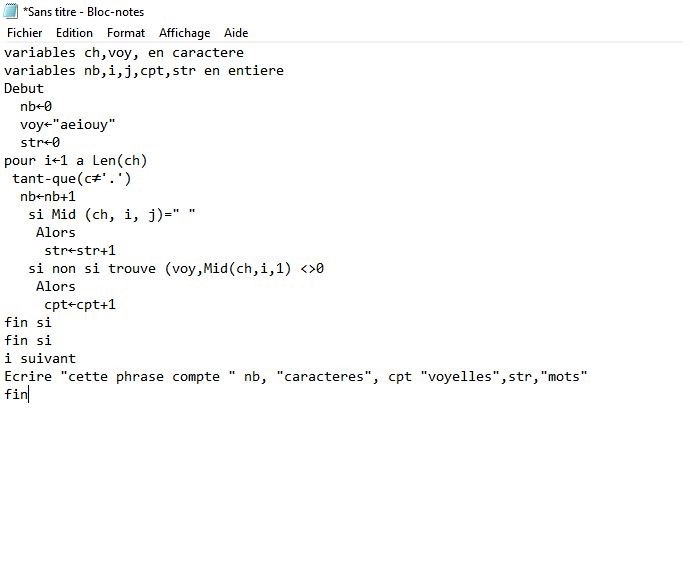 *Sans titre - Bloc-notes
Fichier Edition Format Affichage Aide
variables ch,voy, en caractere
variables nb,i,j,cpt,str en entiere
Debut
nb←0
voy←"aeiouy"
str←0
pour i←1 a Len(ch)
tant-que(c≠'.')
nb←nb+1
si Mid (ch, i, j)=" "
Alors
str←str+1
si non si trouve (voy,Mid(ch,i,1) <>0
Alors
cpt←cpt+1
fin si
fin si
i suivant
Ecrire "cette phrase compte " nb, "caracteres", cpt "voyelles",str,"mots"
fin